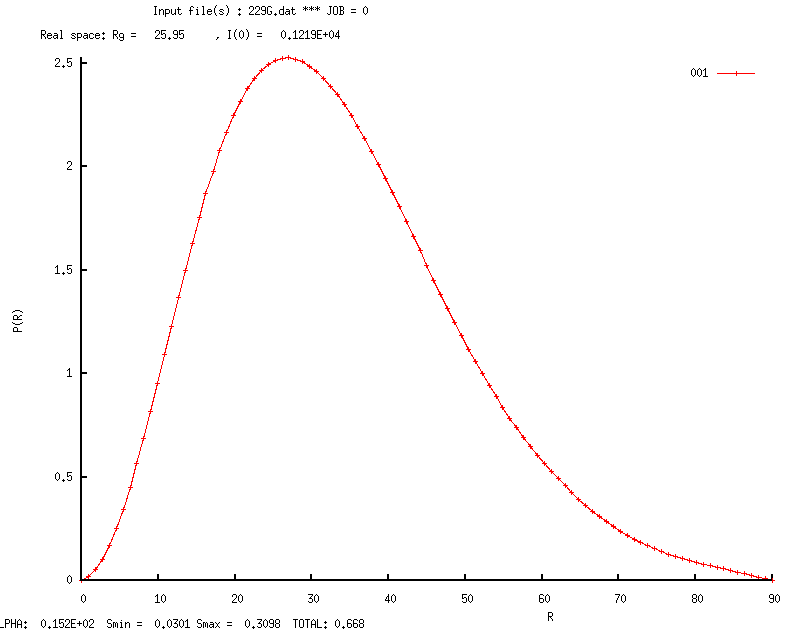 Input file(s) : 229G.dat *** JOB = 0
Real space: Rg = 25.95 , I(0) = 0.1219E+04
2.5
001
2
1.5
P(R)
1
0.5
0
0 10 20 30 40 50 60 70 80 90
R
LPHA: 0.152E+02 Smin = 0.0301 Smax = 0.3098 TOTAL: 0.668